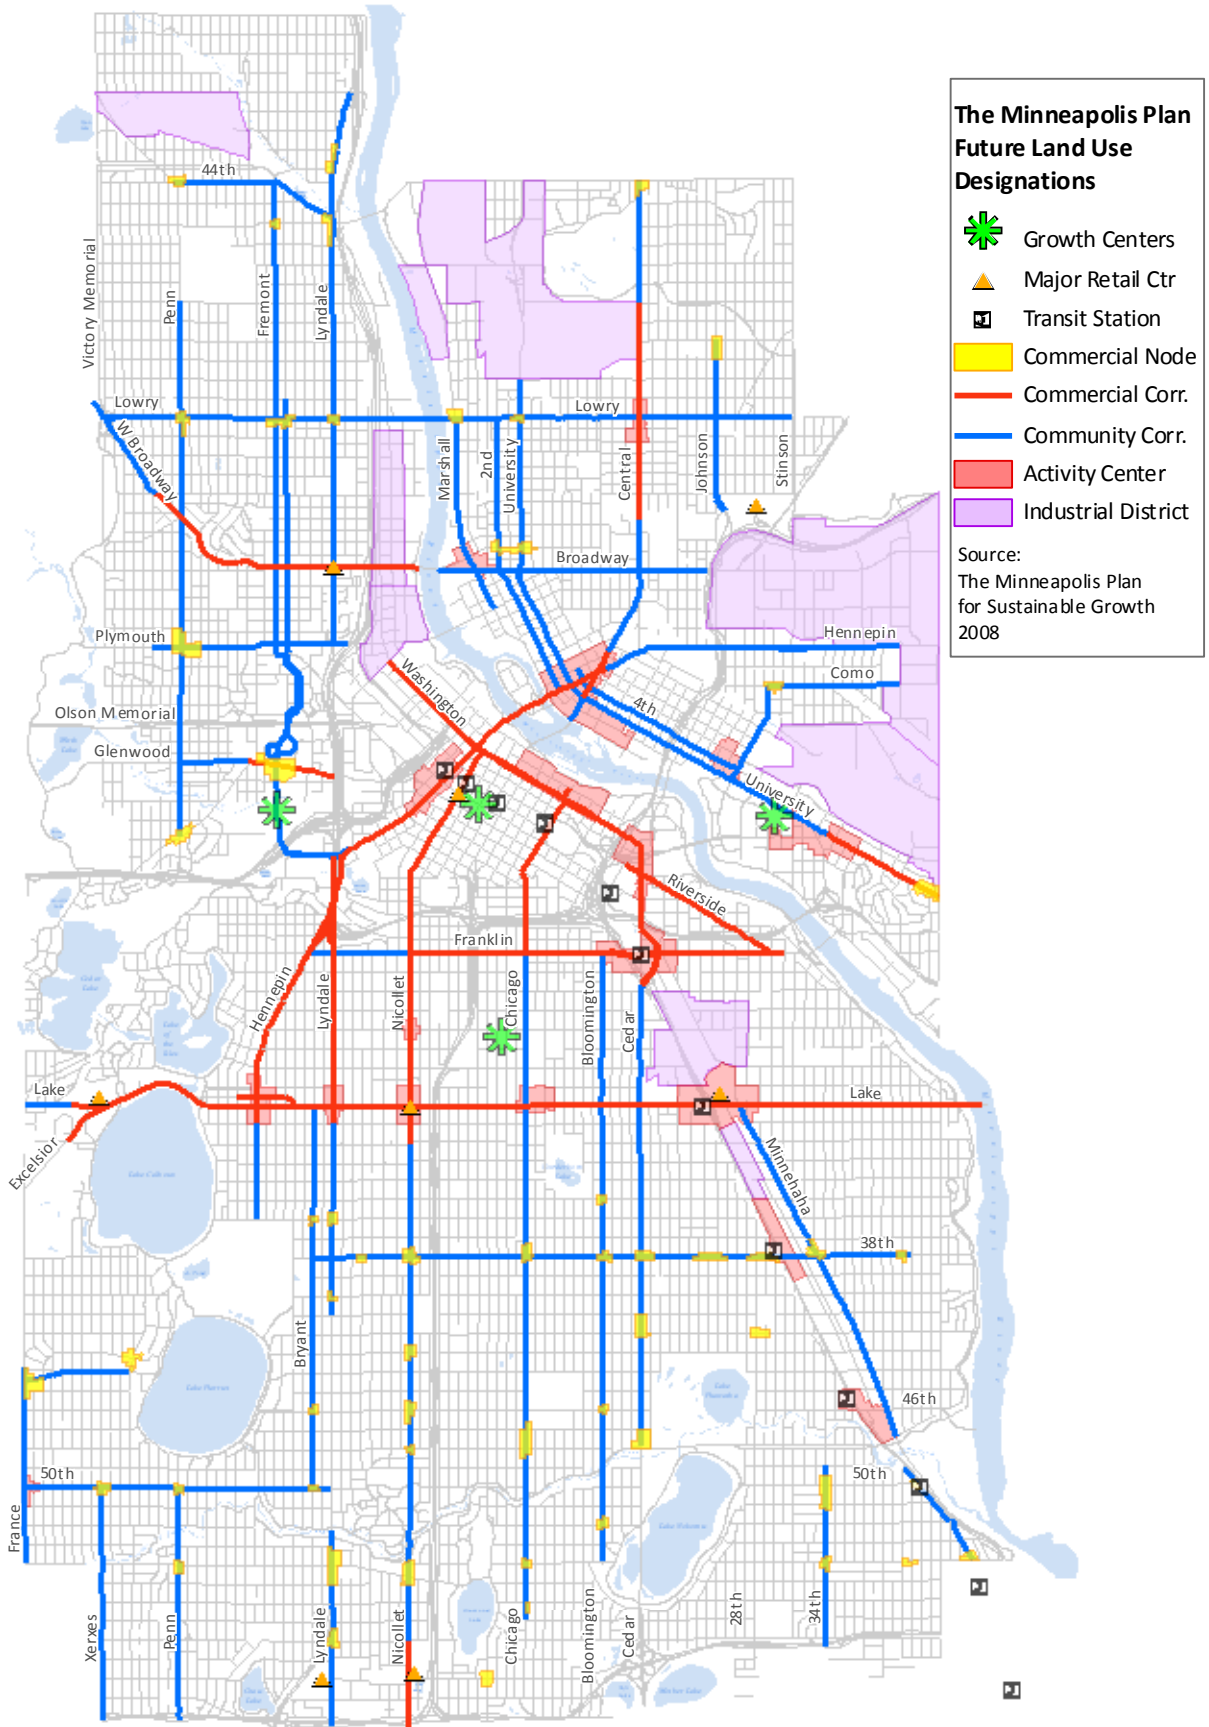 The Minneapolis Plan
Future Land Use
Designations
Growth Centers
Major Retail Ctr
Transit Station
Commercial Node
Commercial Corr.
Community Corr.
Activity Center
Industrial District
Source:
The Minneapolis Plan
for Sustainable Growth
2008
44th
Victory Memorial
Penn
Fremont
Lyndale
Lowry
Lowry
W Broadway
Marshall
2nd
University
Central
Johnson
Stinson
Broadway
Plymouth
Hennepin
Como
Washington
4th
Olson Memorial
Glenwood
University
Riverside
Franklin
Hennepin
Lyndale
Nicollet
Chicago
Bloomington
Cedar
Lake
Lake
Excelsior
Minnehaha
38th
Bryant
46th
50th
50th
France
Xerxes
Penn
Lyndale
Nicollet
Chicago
Bloomington
Cedar
28th
34th